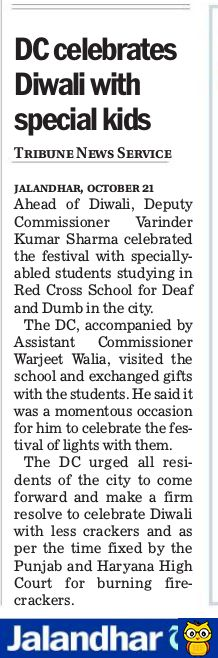 DC celebrates
Diwali with
special kids
TRIBUNE NEWS SERVICE
JALANDHAR, OCTOBER 21
Ahead of Diwali, Deputy
Commissioner Varinder
Kumar Sharma celebrated
the festival with specially-
abled students studying in
Red Cross School for Deaf
and Dumb in the city.
The DC, accompanied by
Assistant Commissioner
Warjeet Walia, visited the
school and exchanged gifts
with the students. He said it
was a momentous occasion
for him to celebrate the fes-
tival of lights with them.
The DC urged all resi-
dents of the city to come
forward and make a firm
resolve to celebrate Diwali
with less crackers and as
per the time fixed by the
Punjab and Haryana High
Court for burning fire-
crackers.
Jalandhar